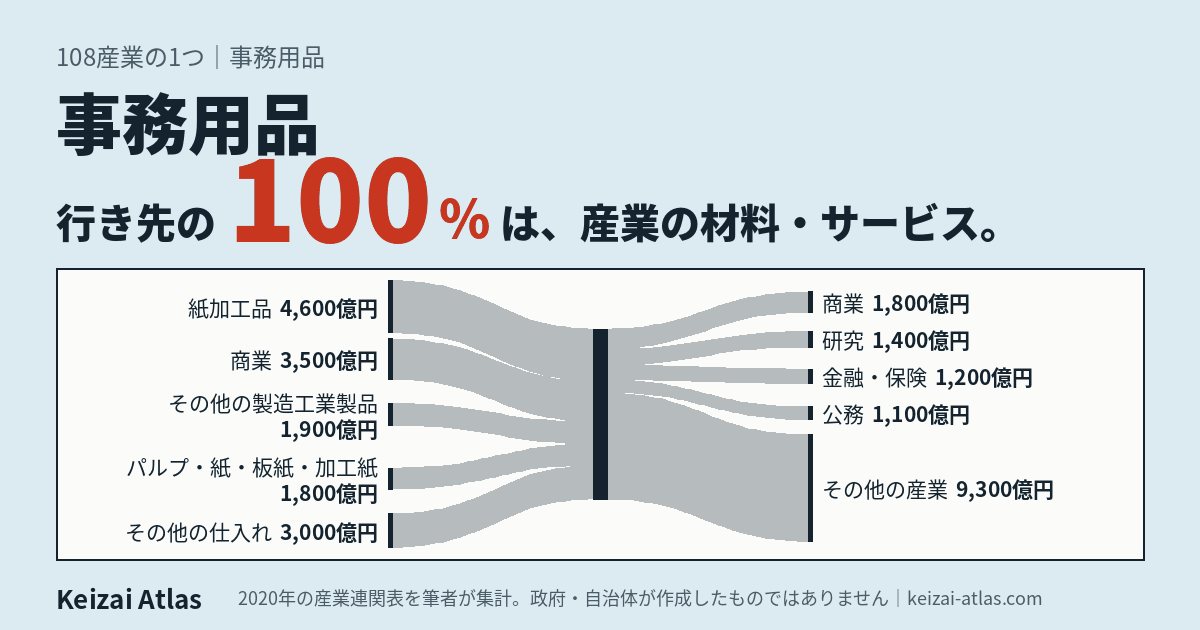 108産業の1つ｜事務用品
事務用品
行き先の 100% は、産業の材料・サービス。
紙加工品 4,600億円
商業 3,500億円
その他の製造工業製品
1,900億円
パルプ・紙・板紙・加工紙
1,800億円
その他の仕入れ 3,000億円
商業 1,800億円
研究 1,400億円
金融・保険 1,200億円
公務 1,100億円
その他の産業 9,300億円
Keizai Atlas 2020年の産業連関表を筆者が集計。政府・自治体が作成したものではありません｜keizai-atlas.com